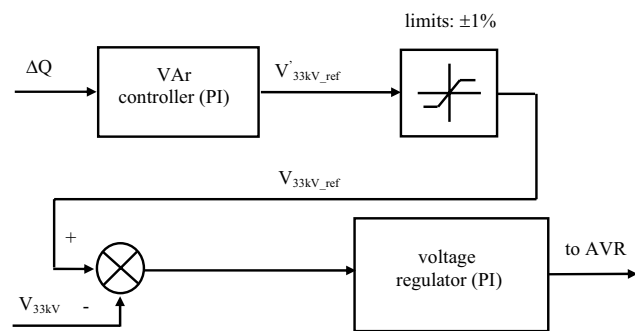 limits: ±1%
ΔQ
VAr
controller (PI)
V'33kV_ref
V33kV_ref
+
voltage
regulator (PI)
to AVR
V33kV
-